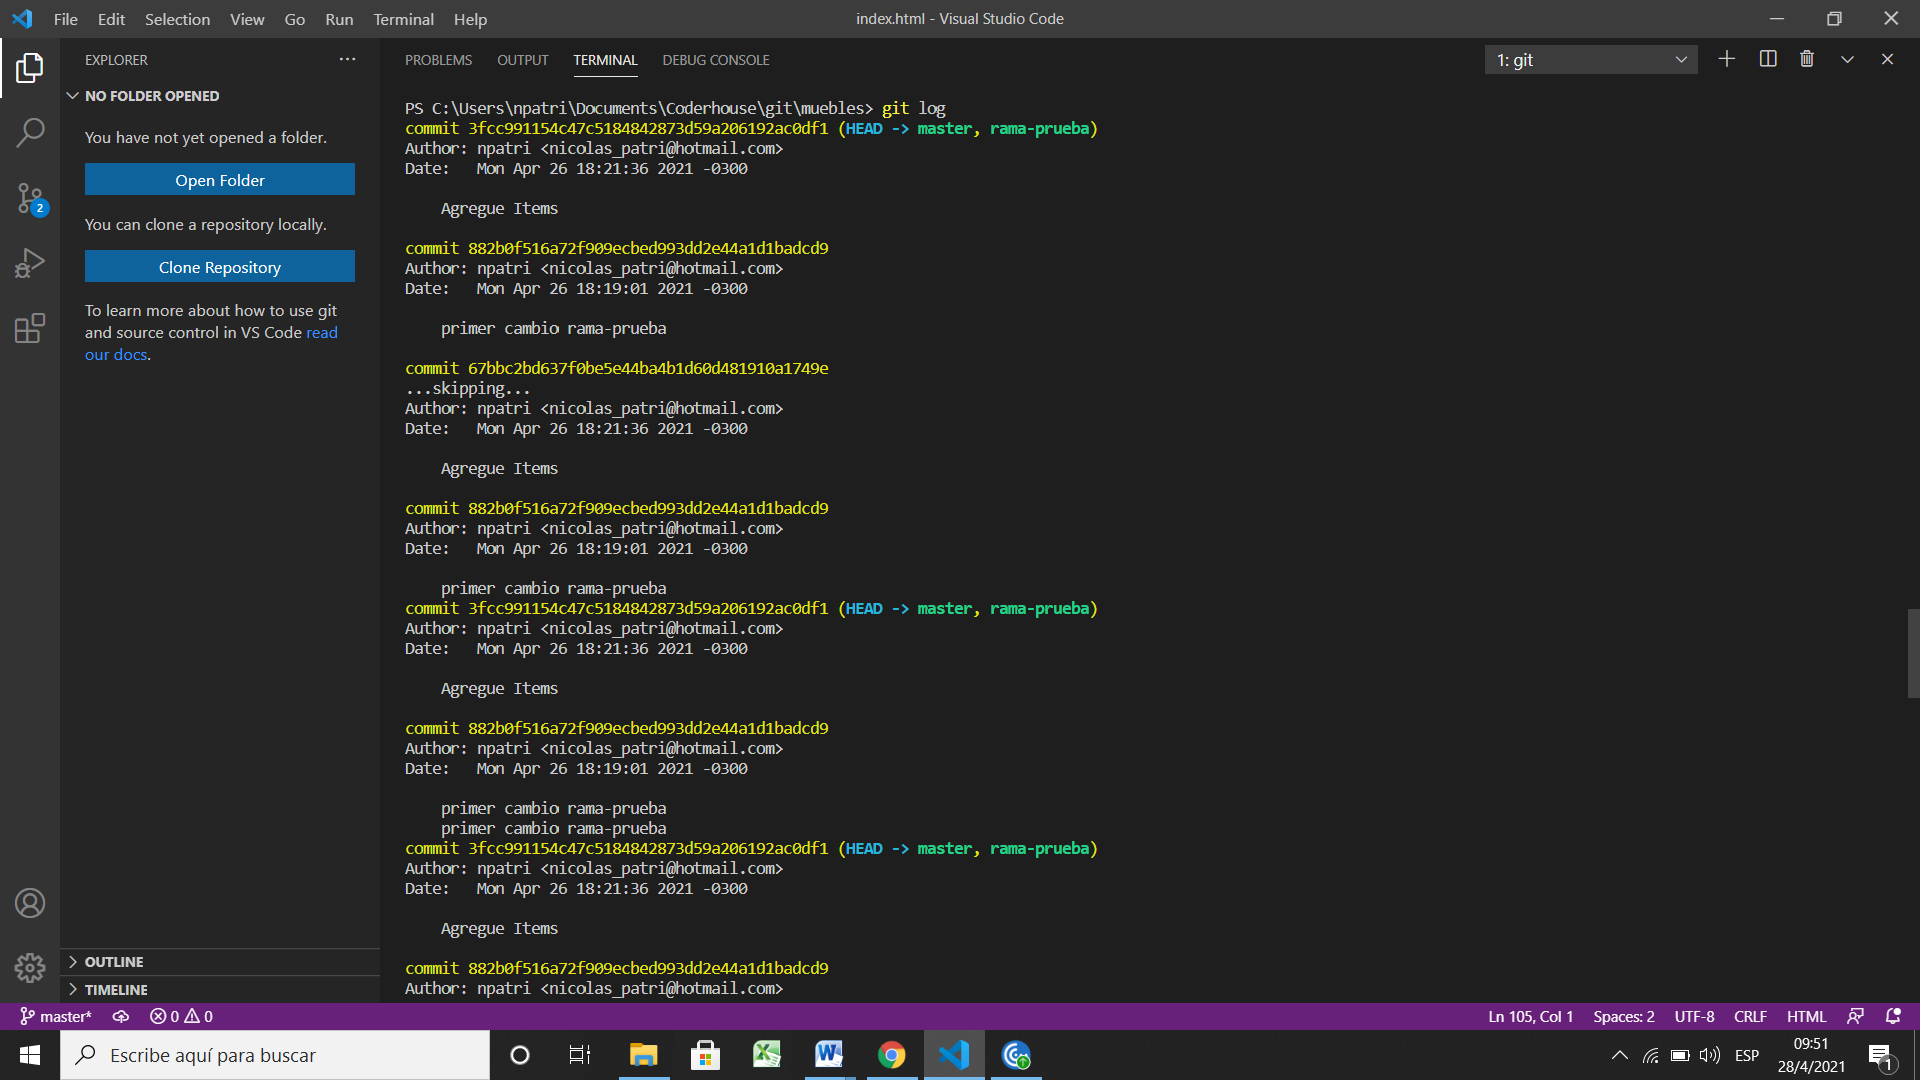 File Edit Selection View Go Run Terminal Help
index.html - Visual Studio Code
EXPLORER
NO FOLDER OPENED
You have not yet opened a folder.
Open Folder
You can clone a repository locally.
Clone Repository
To learn more about how to use git
and source control in VS Code read
our docs.
OUTLINE
TIMELINE
2
PROBLEMS OUTPUT TERMINAL DEBUG CONSOLE
1: git
PS C:\Users\npatri\Documents\Coderhouse\git\muebles> git log
commit 3fcc991154c47c5184842873d59a206192ac0df1 (HEAD -> master, rama-prueba)
Author: npatri <nicolas_patri@hotmail.com>
Date:   Mon Apr 26 18:21:36 2021 -0300
Agregue Items
commit 882b0f516a72f909ecbed993dd2e44a1d1badcd9
Author: npatri <nicolas_patri@hotmail.com>
Date:   Mon Apr 26 18:19:01 2021 -0300
primer cambio rama-prueba
commit 67bbc2bd637f0be5e44ba4b1d60d481910a1749e
...skipping...
Author: npatri <nicolas_patri@hotmail.com>
Date:   Mon Apr 26 18:21:36 2021 -0300
Agregue Items
commit 882b0f516a72f909ecbed993dd2e44a1d1badcd9
Author: npatri <nicolas_patri@hotmail.com>
Date:   Mon Apr 26 18:19:01 2021 -0300
primer cambio rama-prueba
commit 3fcc991154c47c5184842873d59a206192ac0df1 (HEAD -> master, rama-prueba)
Author: npatri <nicolas_patri@hotmail.com>
Date:   Mon Apr 26 18:21:36 2021 -0300
Agregue Items
commit 882b0f516a72f909ecbed993dd2e44a1d1badcd9
Author: npatri <nicolas_patri@hotmail.com>
Date:   Mon Apr 26 18:19:01 2021 -0300
primer cambio rama-prueba
primer cambio rama-prueba
commit 3fcc991154c47c5184842873d59a206192ac0df1 (HEAD -> master, rama-prueba)
Author: npatri <nicolas_patri@hotmail.com>
Date:   Mon Apr 26 18:21:36 2021 -0300
Agregue Items
commit 882b0f516a72f909ecbed993dd2e44a1d1badcd9
Author: npatri <nicolas_patri@hotmail.com>
master* 0 0
Ln 105, Col 1 Spaces: 2 UTF-8 CRLF HTML
Escribe aquí para buscar
ESP
09:51
28/4/2021
1